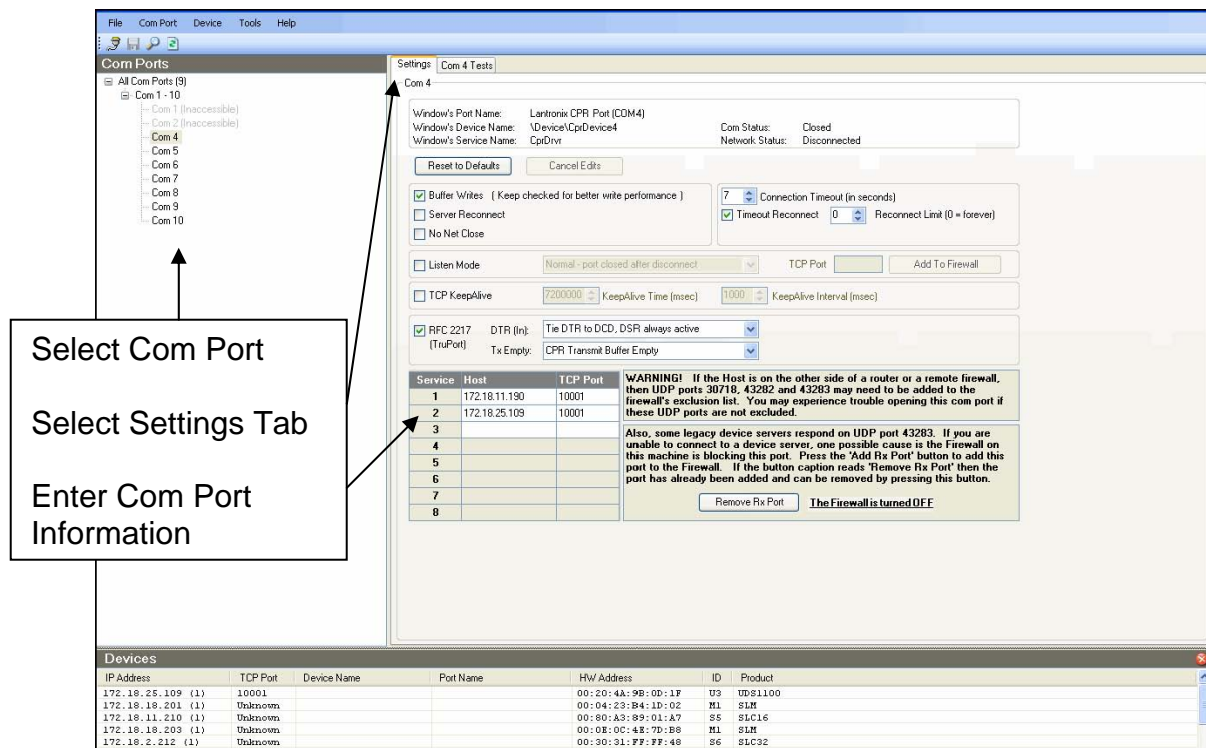 File Com Port Device Tools Help
Com Ports
All Com Ports (9)
Com 1 - 10
Com 1 (Inaccessible)
Com 2 (Inaccessible)
Com 4
Com 5
Com 6
Com 7
Com 8
Com 9
Com 10
Select Com Port
Select Settings Tab
Enter Com Port
Information
Settings Com 4 Tests
Com 4
Window's Port Name: Lantronix CPR Port (COM4)
Window's Device Name: \Device\CprDevice4 Com Status: Closed
Window's Service Name: CprDrvr Network Status: Disconnected
Reset to Defaults Cancel Edits
Buffer Writes ( Keep checked for better write performance ) 7 Connection Timeout (in seconds)
Server Reconnect Timeout Reconnect 0 Reconnect Limit (0 = forever)
No Net Close
Listen Mode Normal - port closed after disconnect TCP Port Add To Firewall
TCP KeepAlive 7200000 KeepAlive Time (msec) 1000 KeepAlive Interval (msec)
RFC 2217 DTR (In): Tie DTR to DCD, DSR always active
(TruPort) Tx Empty: CPR Transmit Buffer Empty
Service Host TCP Port
1 172.18.11.190 10001
2 172.18.25.109 10001
3
4
5
6
7
8
WARNING! If the Host is on the other side of a router or a remote firewall,
then UDP ports 30718, 43282 and 43283 may need to be added to the
firewall's exclusion list. You may experience trouble opening this com port if
these UDP ports are not excluded.
Also, some legacy device servers respond on UDP port 43283. If you are
unable to connect to a device server, one possible cause is the Firewall on
this machine is blocking this port. Press the 'Add Rx Port' button to add this
port to the Firewall. If the button caption reads 'Remove Rx Port' then the
port has already been added and can be removed by pressing this button.
Remove Rx Port The Firewall is turned OFF
Devices
IP Address TCP Port Device Name Port Name HW Address ID Product
172.18.25.109 (1) 10001 00:20:4A:9B:0D:1F U3 UDS1100
172.18.18.201 (1) Unknown 00:04:23:B4:1D:02 M1 SLM
172.18.11.210 (1) Unknown 00:80:A3:89:01:A7 S5 SLC16
172.18.18.203 (1) Unknown 00:0E:0C:4E:7D:B8 M1 SLM
172.18.2.212 (1) Unknown 00:30:31:FF:FF:48 S6 SLC32